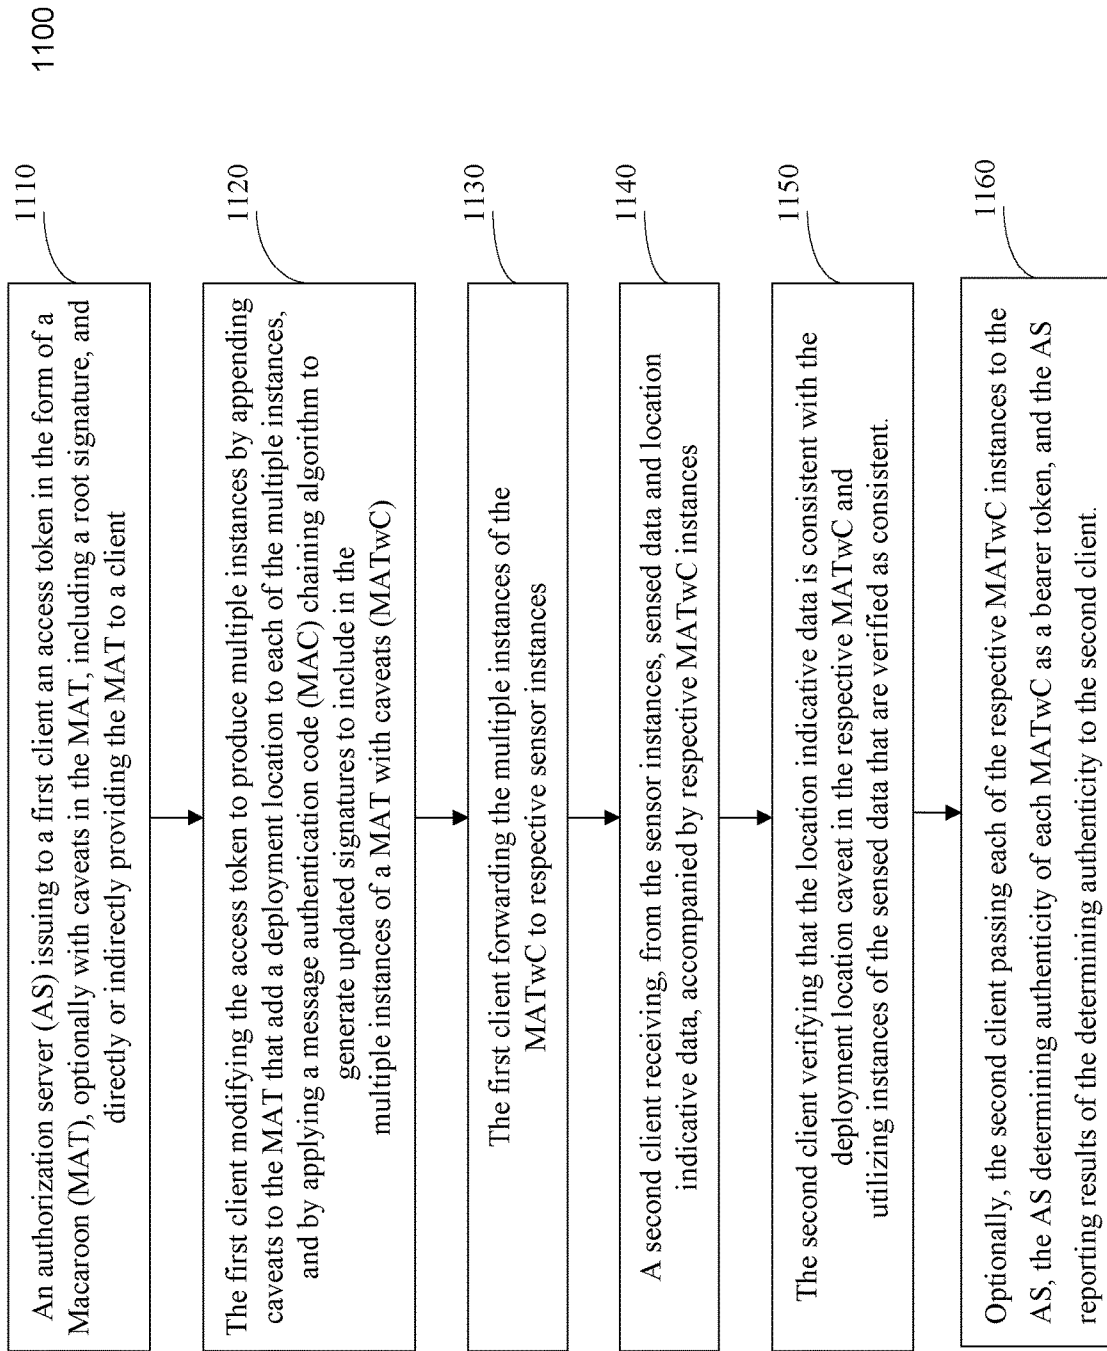 1100
1110
An authorization server (AS) issuing to a first client an access token in the form of a
Macaroon (MAT), optionally with caveats in the MAT, including a root signature, and
directly or indirectly providing the MAT to a client
1120
The first client modifying the access token to produce multiple instances by appending
caveats to the MAT that add a deployment location to each of the multiple instances,
and by applying a message authentication code (MAC) chaining algorithm to
generate updated signatures to include in the
multiple instances of a MAT with caveats (MATwC)
1130
The first client forwarding the multiple instances of the
MATwC to respective sensor instances
1140
A second client receiving, from the sensor instances, sensed data and location
indicative data, accompanied by respective MATwC instances
1150
The second client verifying that the location indicative data is consistent with the
deployment location caveat in the respective MATwC and
utilizing instances of the sensed data that are verified as consistent.
1160
Optionally, the second client passing each of the respective MATwC instances to the
AS, the AS determining authenticity of each MATwC as a bearer token, and the AS
reporting results of the determining authenticity to the second client.